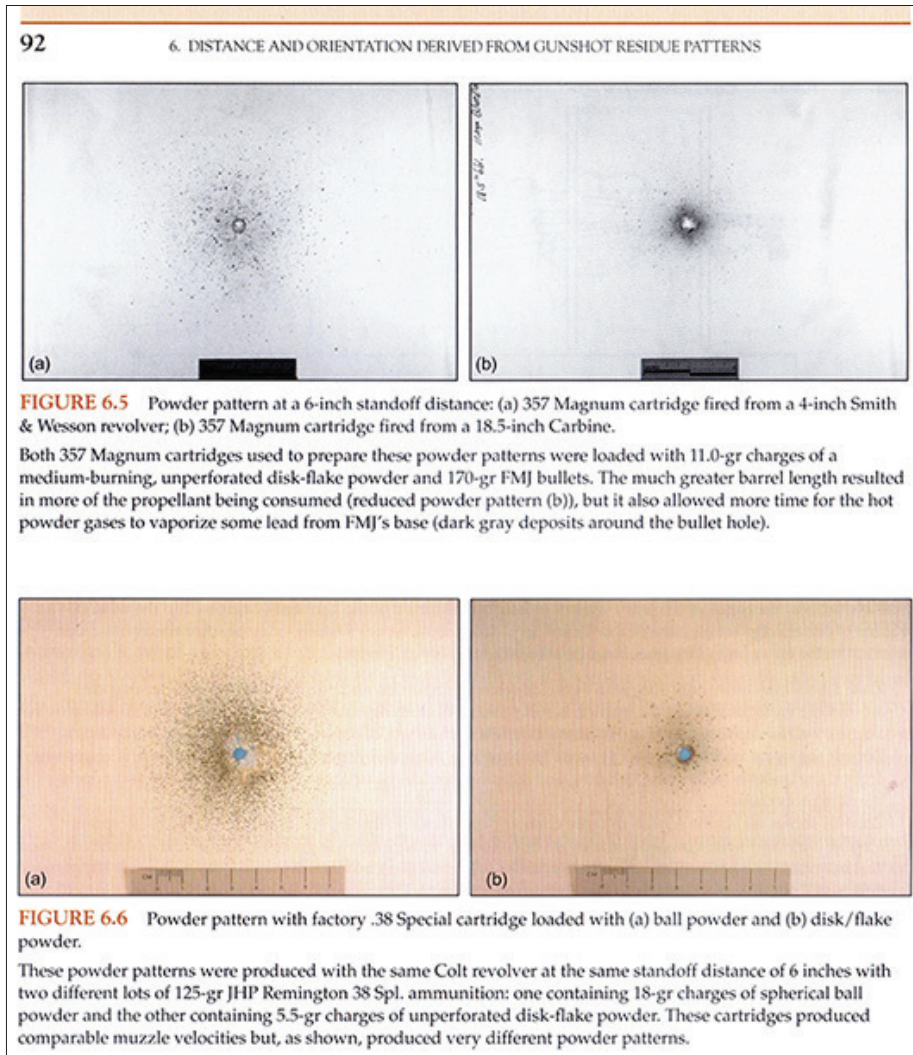 92
6. DISTANCE AND ORIENTATION DERIVED FROM GUNSHOT RESIDUE PATTERNS
(a)
(b)
FIGURE 6.5 Powder pattern at a 6-inch standoff distance: (a) 357 Magnum cartridge fired from a 4-inch Smith
& Wesson revolver; (b) 357 Magnum cartridge fired from a 18.5-inch Carbine.
Both 357 Magnum cartridges used to prepare these powder patterns were loaded with 11.0-gr charges of a
medium-burning, unperforated disk-flake powder and 170-gr FMJ bullets. The much greater barrel length resulted
in more of the propellant being consumed (reduced powder pattern (b)), but it also allowed more time for the hot
powder gases to vaporize some lead from FMJ's base (dark gray deposits around the bullet hole).
(a)
(b)
FIGURE 6.6 Powder pattern with factory .38 Special cartridge loaded with (a) ball powder and (b) disk/flake
powder.
These powder patterns were produced with the same Colt revolver at the same standoff distance of 6 inches with
two different lots of 125-gr JHP Remington 38 Spl. ammunition: one containing 18-gr charges of spherical ball
powder and the other containing 5.5-gr charges of unperforated disk-flake powder. These cartridges produced
comparable muzzle velocities but, as shown, produced very different powder patterns.